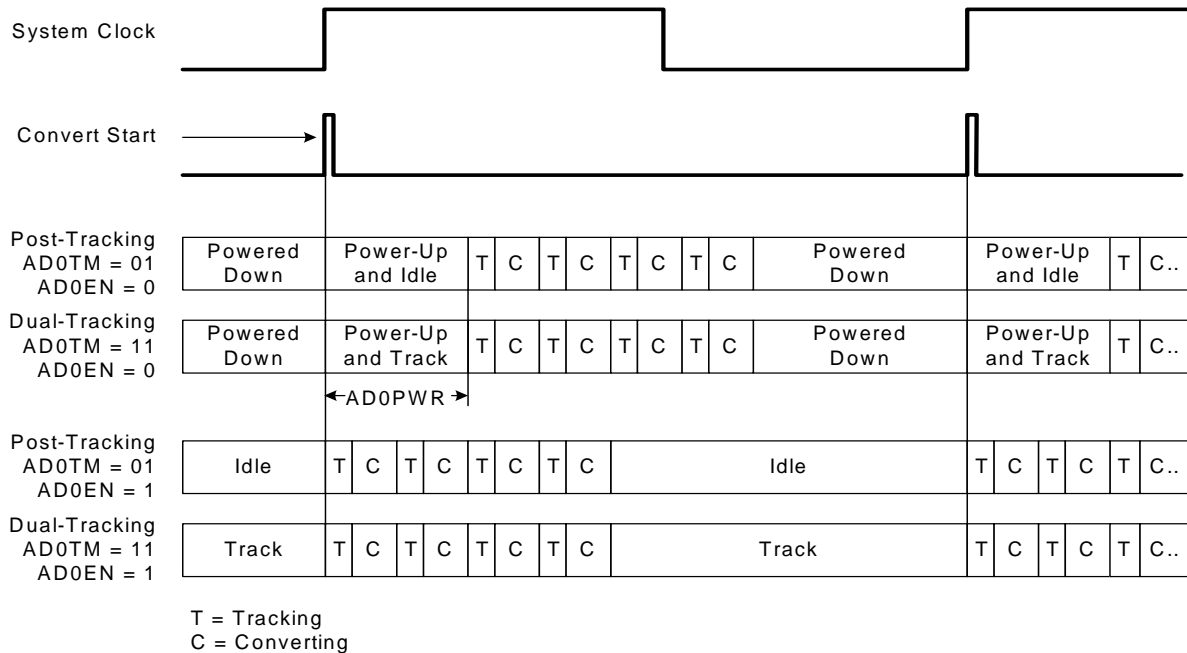 System Clock
Convert Start
Post-Tracking
AD0TM = 01
AD0EN = 0
Powered
Down
Power-Up
and Idle
T C T C T C T C
Powered
Down
Power-Up
and Idle
T C..
Dual-Tracking
AD0TM = 11
AD0EN = 0
Powered
Down
Power-Up
and Track
T C T C T C T C
Powered
Down
Power-Up
and Track
T C..
AD0PWR
Post-Tracking
AD0TM = 01
AD0EN = 1
Idle T C T C T C T C Idle T C T C T C..
Dual-Tracking
AD0TM = 11
AD0EN = 1
Track T C T C T C T C Track T C T C T C..
T = Tracking
C = Converting